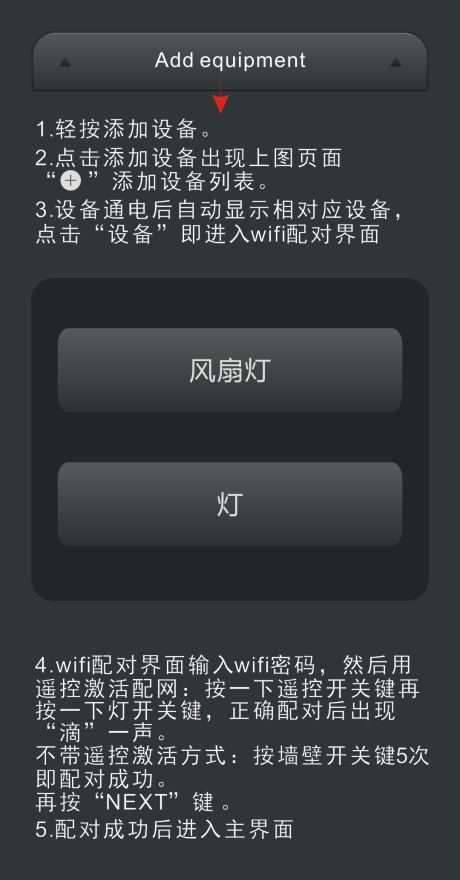 Add equipment
1.轻按添加设备。
2.点击添加设备出现上图页面
“⊕”添加设备列表。
3.设备通电后自动显示相对应设备，
点击“设备”即进入wifi配对界面
风扇灯
灯
4.wifi配对界面输入wifi密码，然后用
遥控激活配网：按一下遥控开关键再
按一下灯开关键，正确配对后出现
“滴”一声。
不带遥控激活方式：按墙壁开关键5次
即配对成功。
再按“NEXT”键。
5.配对成功后进入主界面